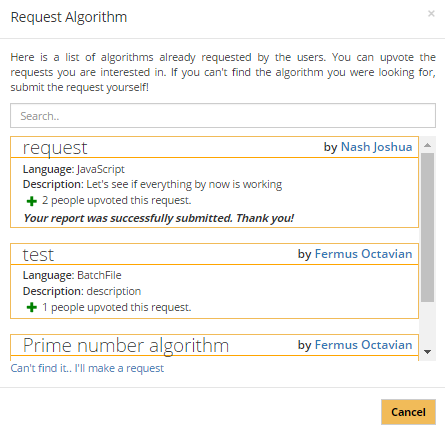 Request Algorithm
×
Here is a list of algorithms already requested by the users. You can upvote the
requests you are interested in. If you can't find the algorithm you were looking for,
submit the request yourself!
Search..
request by Nash Joshua
Language: JavaScript
Description: Let's see if everything by now is working
2 people upvoted this request.
Your report was successfully submitted. Thank you!
test by Fermus Octavian
Language: BatchFile
Description: description
1 people upvoted this request.
Prime number algorithm by Fermus Octavian
Can't find it.. I'll make a request
Cancel